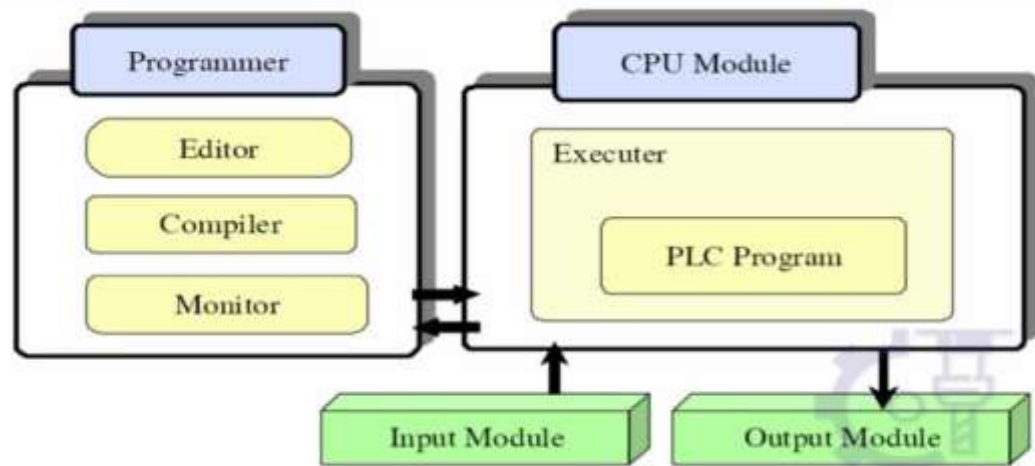 Programmer
CPU Module
Editor
Executer
Compiler
PLC Program
Monitor
Input Module
Output Module